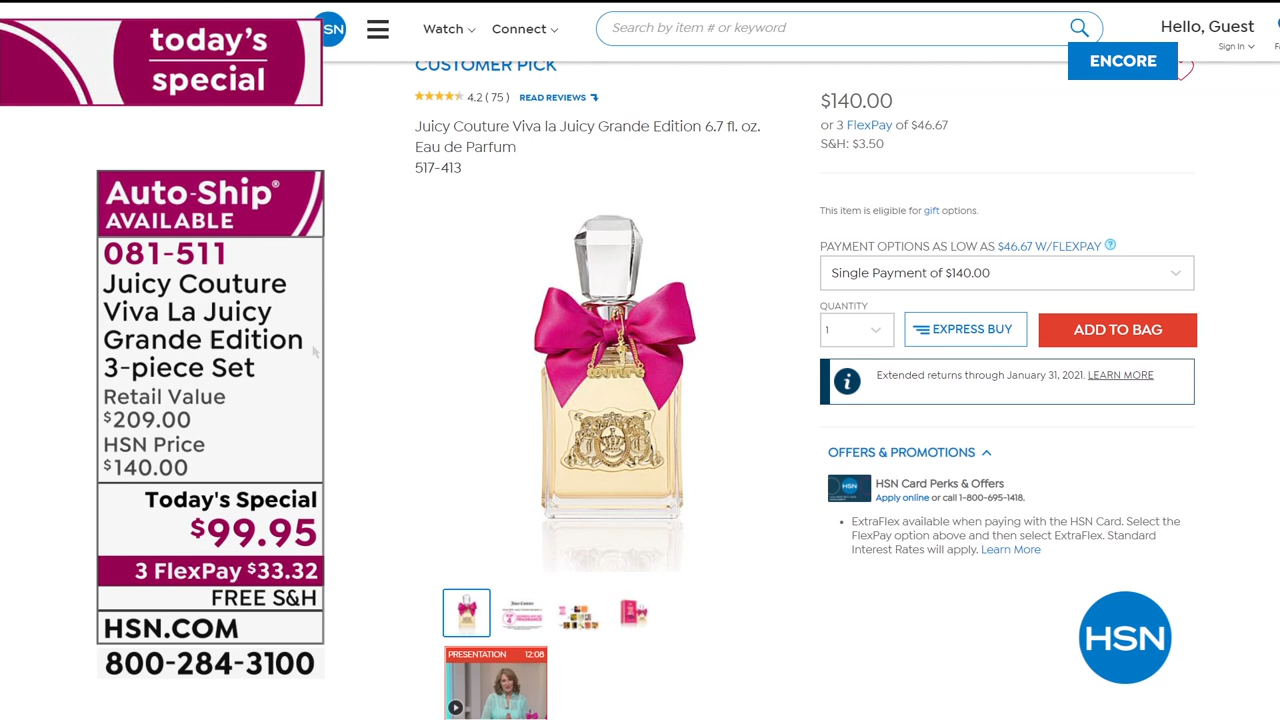 today's
special
Auto-Ship®
AVAILABLE
081-511
Juicy Couture
Viva La Juicy
Grande Edition
3-piece Set
Retail Value
$209.00
HSN Price
$140.00
Today's Special
$99.95
3 FlexPay $33.32
FREE S&H
HSN.COM
800-284-3100
SN
Watch
Connect
Search by item # or keyword
Hello, Guest
Sign In
ENCORE
CUSTOMER PICK
4.2 (75) READ REVIEWS
Juicy Couture Viva la Juicy Grande Edition 6.7 fl. oz.
Eau de Parfum
517-413
couture
PRESENTATION 12:08
$140.00
or 3 FlexPay of $46.67
S&H: $3.50
This item is eligible for gift options.
PAYMENT OPTIONS AS LOW AS $46.67 W/FLEXPAY ?
Single Payment of $140.00
QUANTITY
1
EXPRESS BUY
ADD TO BAG
i
Extended returns through January 31, 2021. LEARN MORE
OFFERS & PROMOTIONS
HSN
HSN Card Perks & Offers
Apply online or call 1-800-695-1418.
• ExtraFlex available when paying with the HSN Card. Select the
FlexPay option above and then select ExtraFlex. Standard
Interest Rates will apply. Learn More
HSN